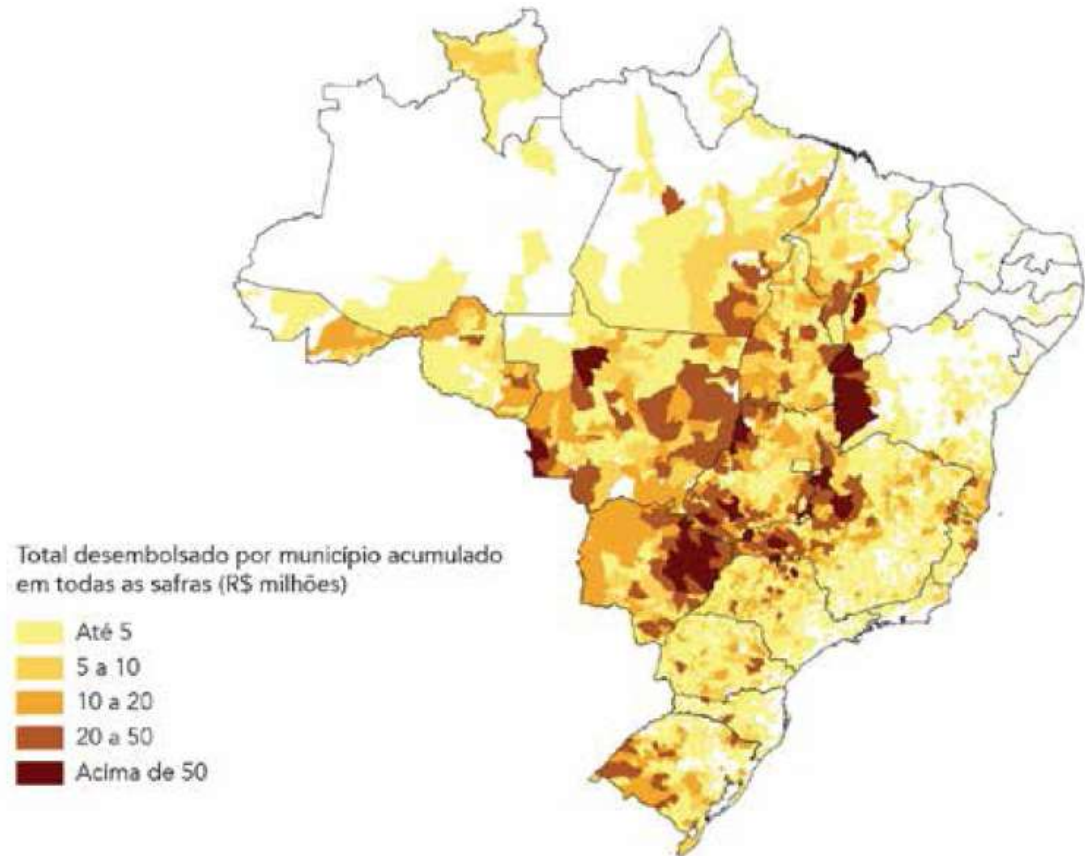 Total desembolsado por município acumulado
em todas as safras (R$ milhões)
Até 5
5 a 10
10 a 20
20 a 50
Acima de 50